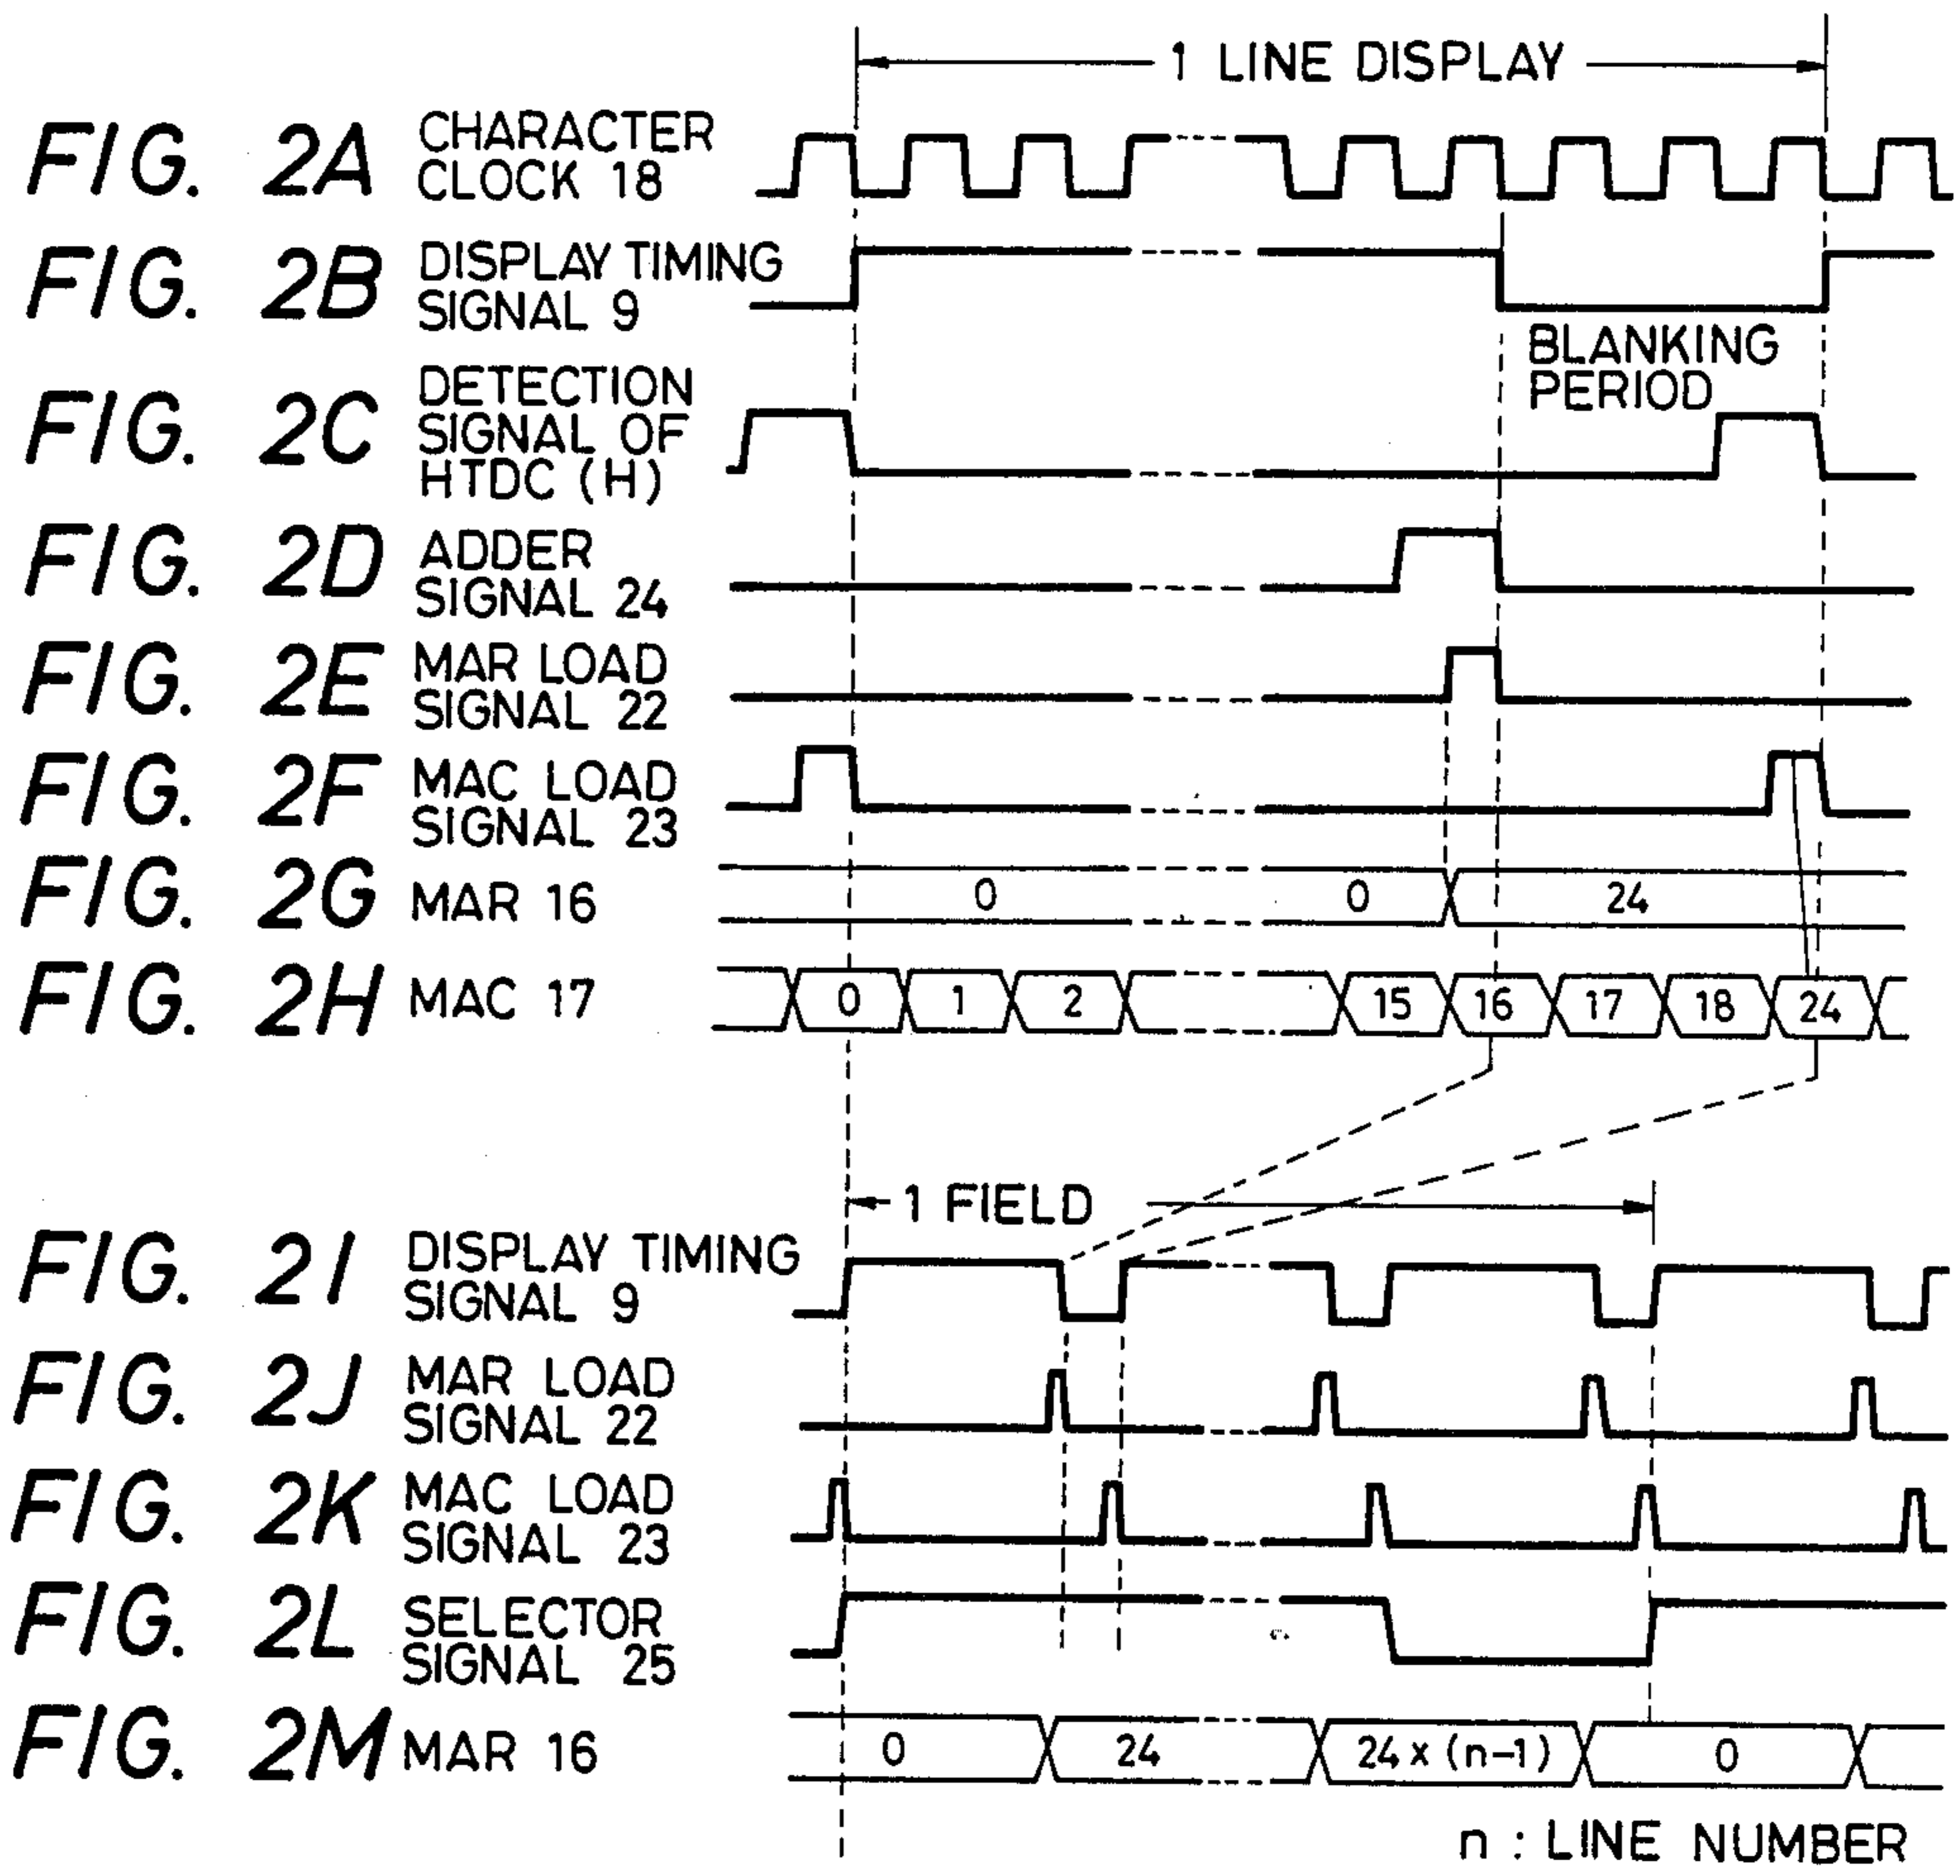 1 LINE DISPLAY
FIG. 2A CHARACTER
CLOCK 18
FIG. 2B DISPLAY TIMING
SIGNAL 9
BLANKING
PERIOD
FIG. 2C DETECTION
SIGNAL OF
HTDC (H)
FIG. 2D ADDER
SIGNAL 24
FIG. 2E MAR LOAD
SIGNAL 22
FIG. 2F MAC LOAD
SIGNAL 23
FIG. 2G MAR 16 0 0 24
FIG. 2H MAC 17 0 1 2 15 16 17 18 24
1 FIELD
FIG. 2I DISPLAY TIMING
SIGNAL 9
FIG. 2J MAR LOAD
SIGNAL 22
FIG. 2K MAC LOAD
SIGNAL 23
FIG. 2L SELECTOR
SIGNAL 25
FIG. 2M MAR 16 0 24 24 x (n-1) 0
n : LINE NUMBER